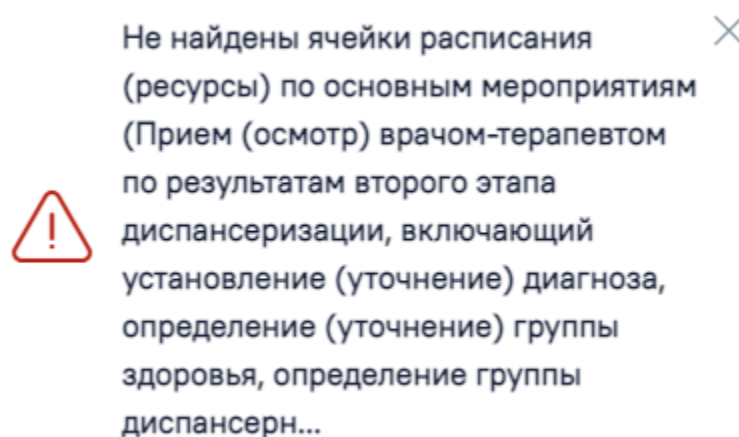 Не найдены ячейки расписания
(ресурсы) по основным мероприятиям
(Прием (осмотр) врачом-терапевтом
по результатам второго этапа
диспансеризации, включающий
установление (уточнение) диагноза,
определение (уточнение) группы
здоровья, определение группы
диспансерн...